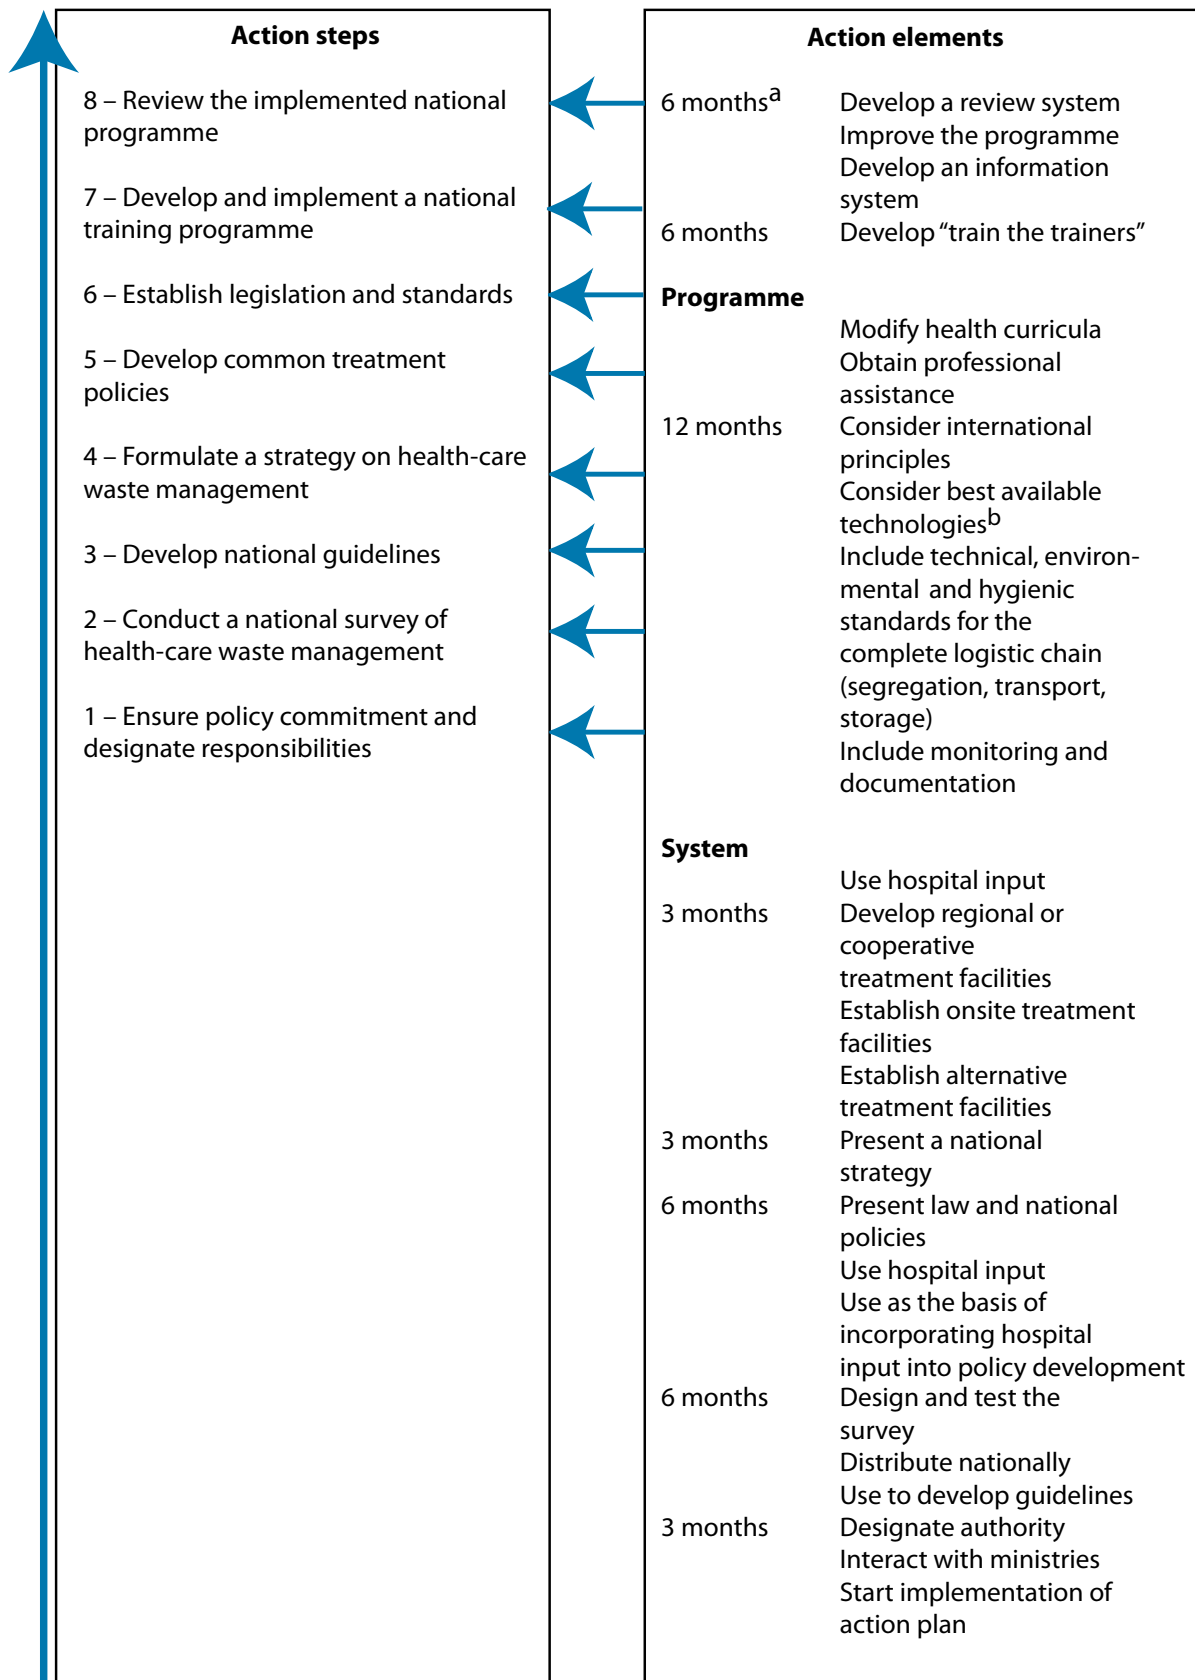 Action steps
8 – Review the implemented national
programme
7 – Develop and implement a national
training programme
6 – Establish legislation and standards
5 – Develop common treatment
policies
4 – Formulate a strategy on health-care
waste management
3 – Develop national guidelines
2 – Conduct a national survey of
health-care waste management
1 – Ensure policy commitment and
designate responsibilities
Action elements
6 monthsa Develop a review system
Improve the programme
Develop an information
system
6 months Develop “train the trainers”
Programme
Modify health curricula
Obtain professional
assistance
12 months Consider international
principles
Consider best available
technologiesb
Include technical, environ-
mental and hygienic
standards for the
complete logistic chain
(segregation, transport,
storage)
Include monitoring and
documentation
System
Use hospital input
3 months Develop regional or
cooperative
treatment facilities
Establish onsite treatment
facilities
Establish alternative
treatment facilities
3 months Present a national
strategy
6 months Present law and national
policies
Use hospital input
Use as the basis of
incorporating hospital
input into policy development
6 months Design and test the
survey
Distribute nationally
Use to develop guidelines
3 months Designate authority
Interact with ministries
Start implementation of
action plan